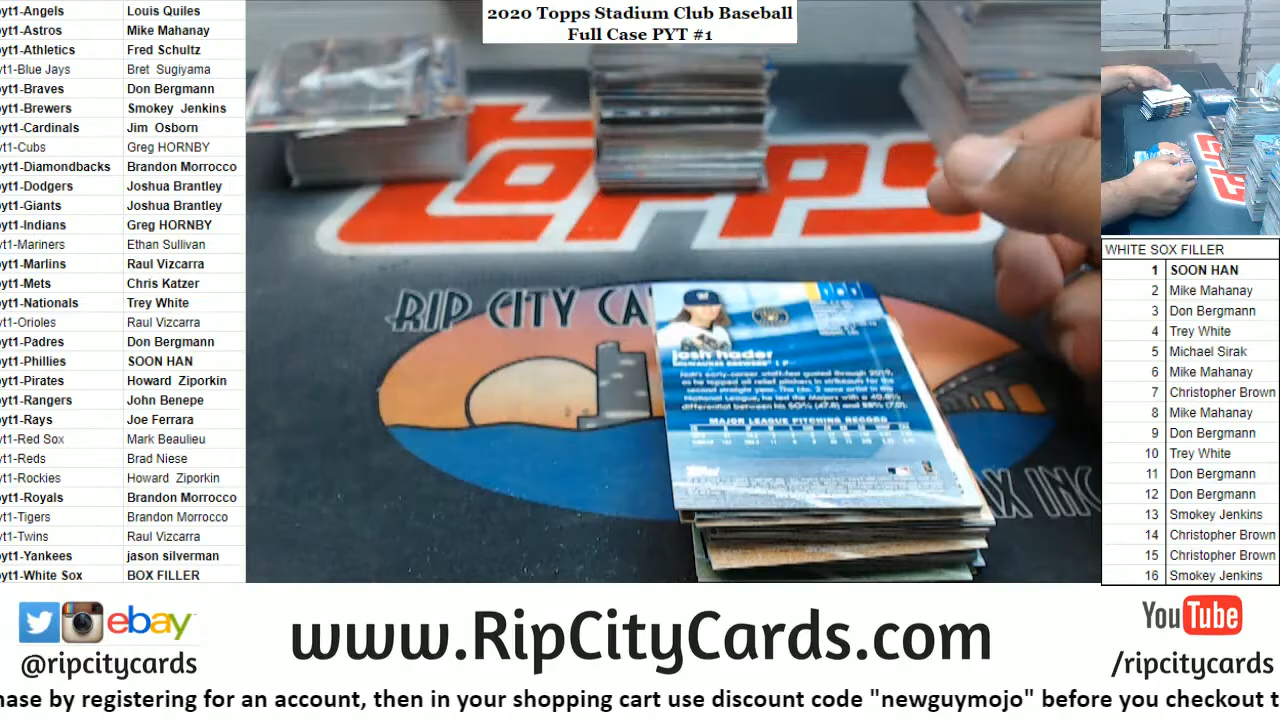 2020 Topps Stadium Club Baseball
Full Case PYT #1
yt1-Angels Louis Quiles
yt1-Astros Mike Mahanay
yt1-Athletics Fred Schultz
yt1-Blue Jays Bret Sugiyama
yt1-Braves Don Bergmann
yt1-Brewers Smokey Jenkins
yt1-Cardinals Jim Osborn
yt1-Cubs Greg HORNBY
yt1-Diamondbacks Brandon Morrocco
yt1-Dodgers Joshua Brantley
yt1-Giants Joshua Brantley
yt1-Indians Greg HORNBY
yt1-Mariners Ethan Sullivan
yt1-Marlins Raul Vizcarra
yt1-Mets Chris Katzer
yt1-Nationals Trey White
yt1-Orioles Raul Vizcarra
yt1-Padres Don Bergmann
yt1-Phillies SOON HAN
yt1-Pirates Howard Ziporkin
yt1-Rangers John Benepe
yt1-Rays Joe Ferrara
yt1-Red Sox Mark Beaulieu
yt1-Reds Brad Niese
yt1-Rockies Howard Ziporkin
yt1-Royals Brandon Morrocco
yt1-Tigers Brandon Morrocco
yt1-Twins Raul Vizcarra
yt1-Yankees jason silverman
yt1-White Sox BOX FILLER
Topps
RIP CITY CA
AX INC
josh hader
MILWAUKEE BREWERS | P
MAJOR LEAGUE PITCHING RECORD
Topps
WHITE SOX FILLER
1 SOON HAN
2 Mike Mahanay
3 Don Bergmann
4 Trey White
5 Michael Sirak
6 Mike Mahanay
7 Christopher Brown
8 Mike Mahanay
9 Don Bergmann
10 Trey White
11 Don Bergmann
12 Don Bergmann
13 Smokey Jenkins
14 Christopher Brown
15 Christopher Brown
16 Smokey Jenkins
ebay
@ripcitycards
www.RipCityCards.com
YouTube
/ripcitycards
hase by registering for an account, then in your shopping cart use discount code "newguymojo" before you checkout t